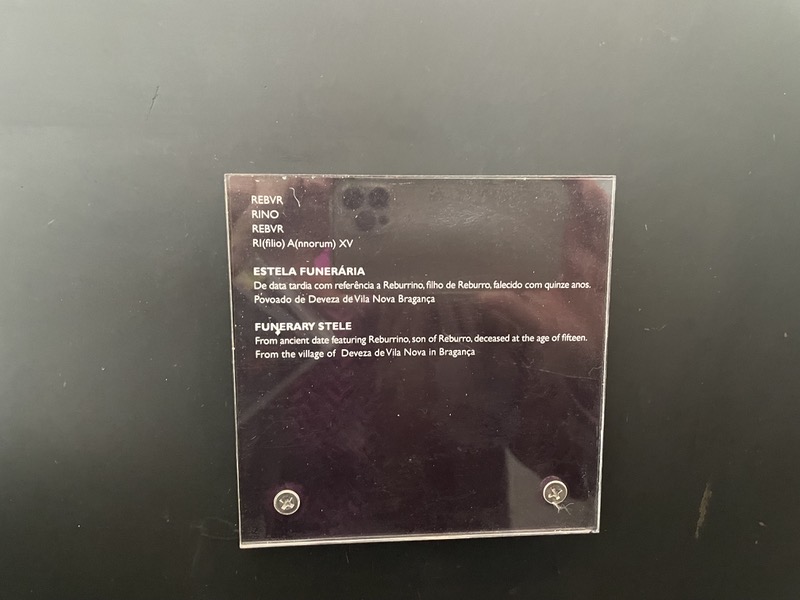 REBVR
RINO
REBVR
RI(filio) A(nnorum) XV
ESTELA FUNERÁRIA
De data tardia com referência a Reburrino, filho de Reburro, falecido com quinze anos.
Povoado de Deveza de Vila Nova Bragança
FUNERARY STELE
From ancient date featuring Reburrino, son of Reburro, deceased at the age of fifteen.
From the village of Deveza de Vila Nova in Bragança